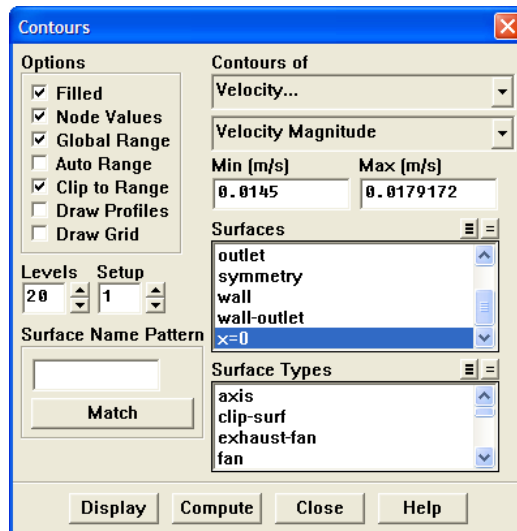 Contours
Options
Filled
Node Values
Global Range
Auto Range
Clip to Range
Draw Profiles
Draw Grid
Levels Setup
20 1
Surface Name Pattern
Match
Contours of
Velocity...
Velocity Magnitude
Min (m/s) Max (m/s)
0.0145 0.0179172
Surfaces
outlet
symmetry
wall
wall-outlet
x=0
Surface Types
axis
clip-surf
exhaust-fan
fan
Display Compute Close Help